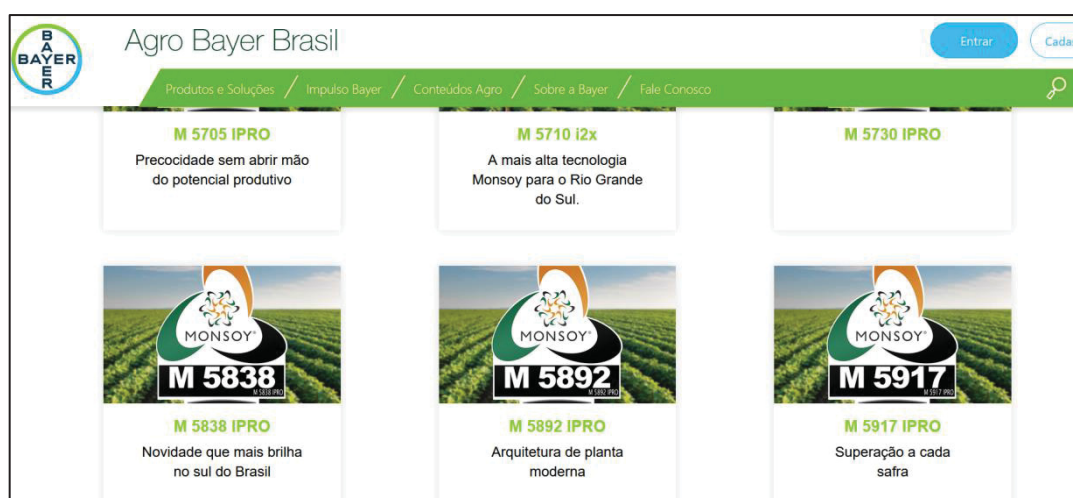 BAYER
BAYER
Agro Bayer Brasil
Entrar
Cadas
Produtos e Soluções / Impulso Bayer / Conteúdos Agro / Sobre a Bayer / Fale Conosco
M 5705 IPRO
Precocidade sem abrir mão
do potencial produtivo
M 5710 i2x
A mais alta tecnologia
Monsoy para o Rio Grande
do Sul.
M 5730 IPRO
MONSOY
M 5838
M 5838 IPRO
M 5838 IPRO
Novidade que mais brilha
no sul do Brasil
MONSOY
M 5892
M 5892 IPRO
M 5892 IPRO
Arquitetura de planta
moderna
MONSOY
M 5917
M 5917 IPRO
M 5917 IPRO
Superação a cada
safra